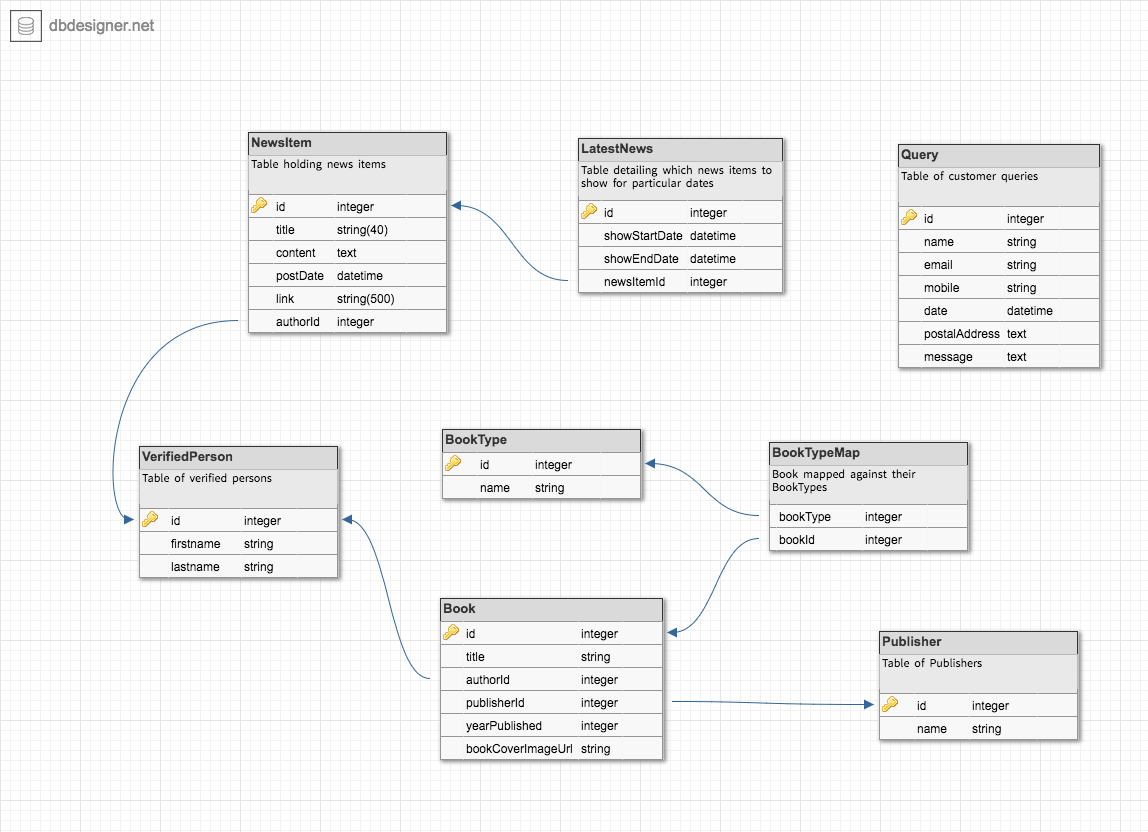 dbdesigner.net
NewsItem
Table holding news items
id integer
title string(40)
content text
postDate datetime
link string(500)
authorId integer
LatestNews
Table detailing which news items to
show for particular dates
id integer
showStartDate datetime
showEndDate datetime
newsItemId integer
Query
Table of customer queries
id integer
name string
email string
mobile string
date datetime
postalAddress text
message text
VerifiedPerson
Table of verified persons
id integer
firstname string
lastname string
BookType
id integer
name string
BookTypeMap
Book mapped against their
BookTypes
bookType integer
bookId integer
Book
id integer
title string
authorId integer
publisherId integer
yearPublished integer
bookCoverImageUrl string
Publisher
Table of Publishers
id integer
name string